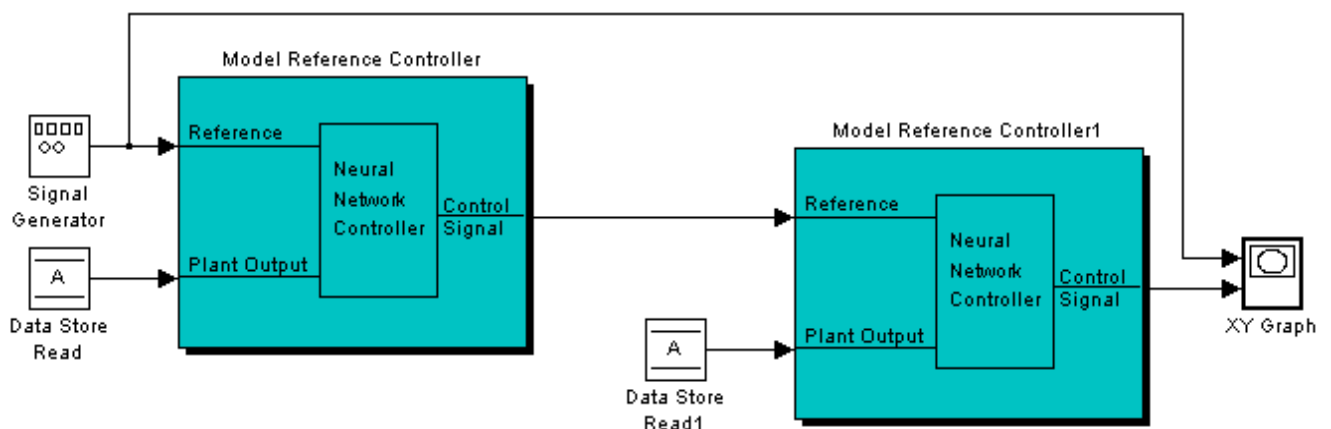 Model Reference Controller
Reference
Neural
Network
Controller
Control
Signal
Plant Output
Signal
Generator
A
Data Store
Read
Model Reference Controller1
Reference
Neural
Network
Controller
Control
Signal
Plant Output
A
Data Store
Read1
XY Graph